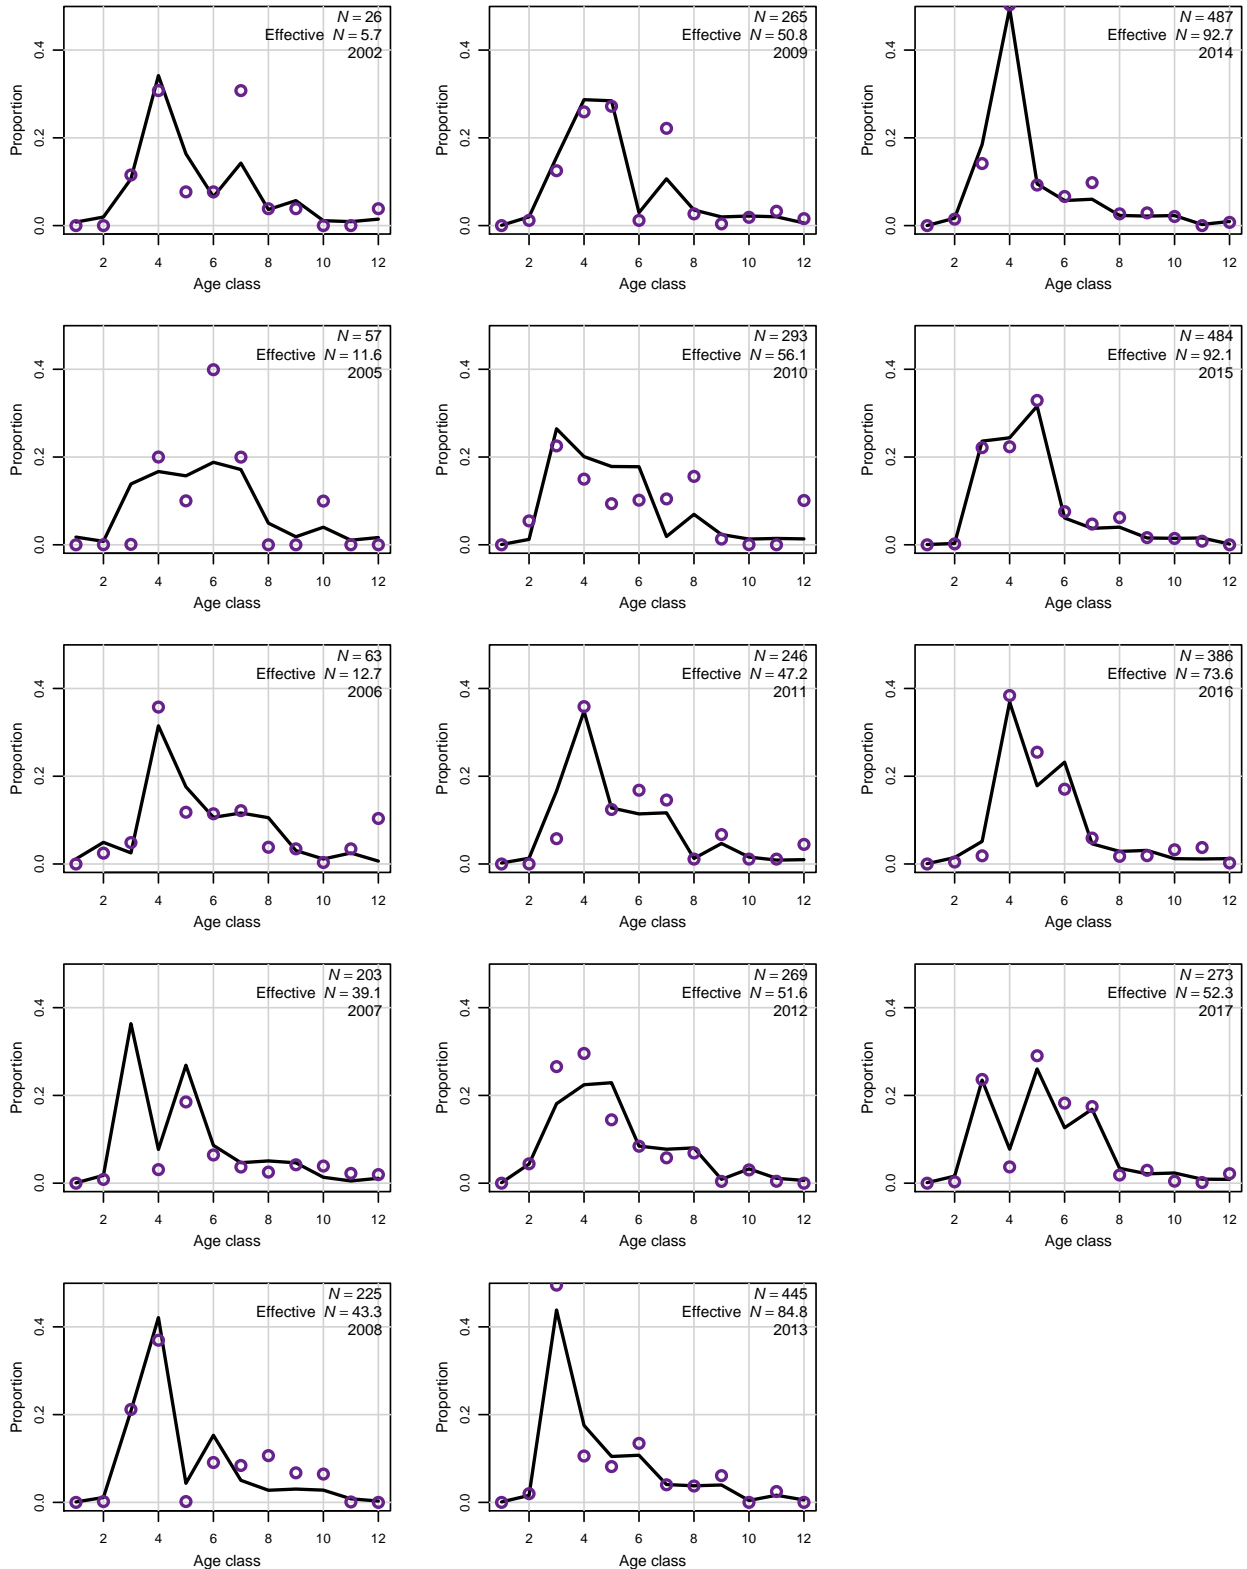 N = 26
Effective N = 5.7
2002
Proportion
0.0 0.2 0.4
2 4 6 8 10 12
Age class
N = 265
Effective N = 50.8
2009
Proportion
0.0 0.2 0.4
2 4 6 8 10 12
Age class
N = 487
Effective N = 92.7
2014
Proportion
0.0 0.2 0.4
2 4 6 8 10 12
Age class
N = 57
Effective N = 11.6
2005
Proportion
0.0 0.2 0.4
2 4 6 8 10 12
Age class
N = 293
Effective N = 56.1
2010
Proportion
0.0 0.2 0.4
2 4 6 8 10 12
Age class
N = 484
Effective N = 92.1
2015
Proportion
0.0 0.2 0.4
2 4 6 8 10 12
Age class
N = 63
Effective N = 12.7
2006
Proportion
0.0 0.2 0.4
2 4 6 8 10 12
Age class
N = 246
Effective N = 47.2
2011
Proportion
0.0 0.2 0.4
2 4 6 8 10 12
Age class
N = 386
Effective N = 73.6
2016
Proportion
0.0 0.2 0.4
2 4 6 8 10 12
Age class
N = 203
Effective N = 39.1
2007
Proportion
0.0 0.2 0.4
2 4 6 8 10 12
Age class
N = 269
Effective N = 51.6
2012
Proportion
0.0 0.2 0.4
2 4 6 8 10 12
Age class
N = 273
Effective N = 52.3
2017
Proportion
0.0 0.2 0.4
2 4 6 8 10 12
Age class
N = 225
Effective N = 43.3
2008
Proportion
0.0 0.2 0.4
2 4 6 8 10 12
Age class
N = 445
Effective N = 84.8
2013
Proportion
0.0 0.2 0.4
2 4 6 8 10 12
Age class